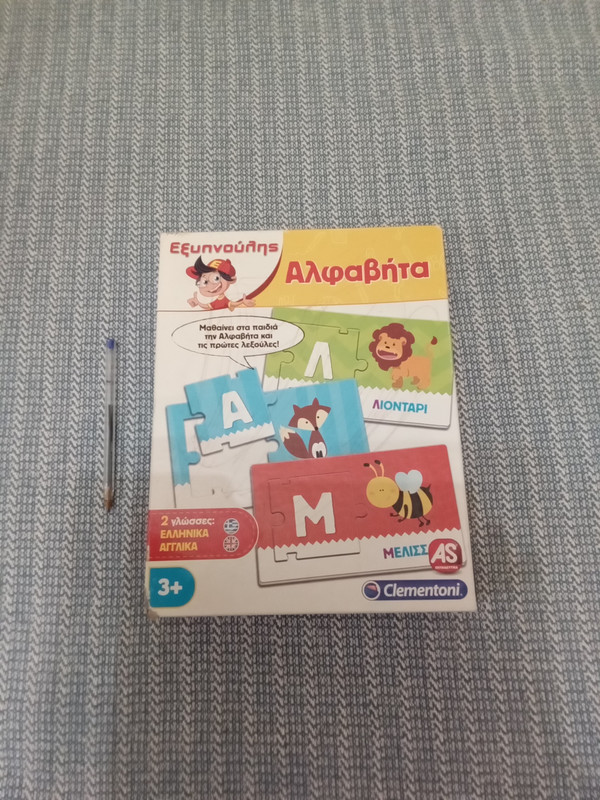 Εξυπνούλης
Αλφαβήτα
Μαθαίνει στα παιδιά
την Αλφαβήτα και
τις πρώτες λεξούλες!
Λ
ΛΙΟΝΤΑΡΙ
Α
Μ
ΜΕΛΙΣΣ
AS
2 γλώσσες:
ΕΛΛΗΝΙΚΑ
ΑΓΓΛΙΚΑ
3+
Clementoni